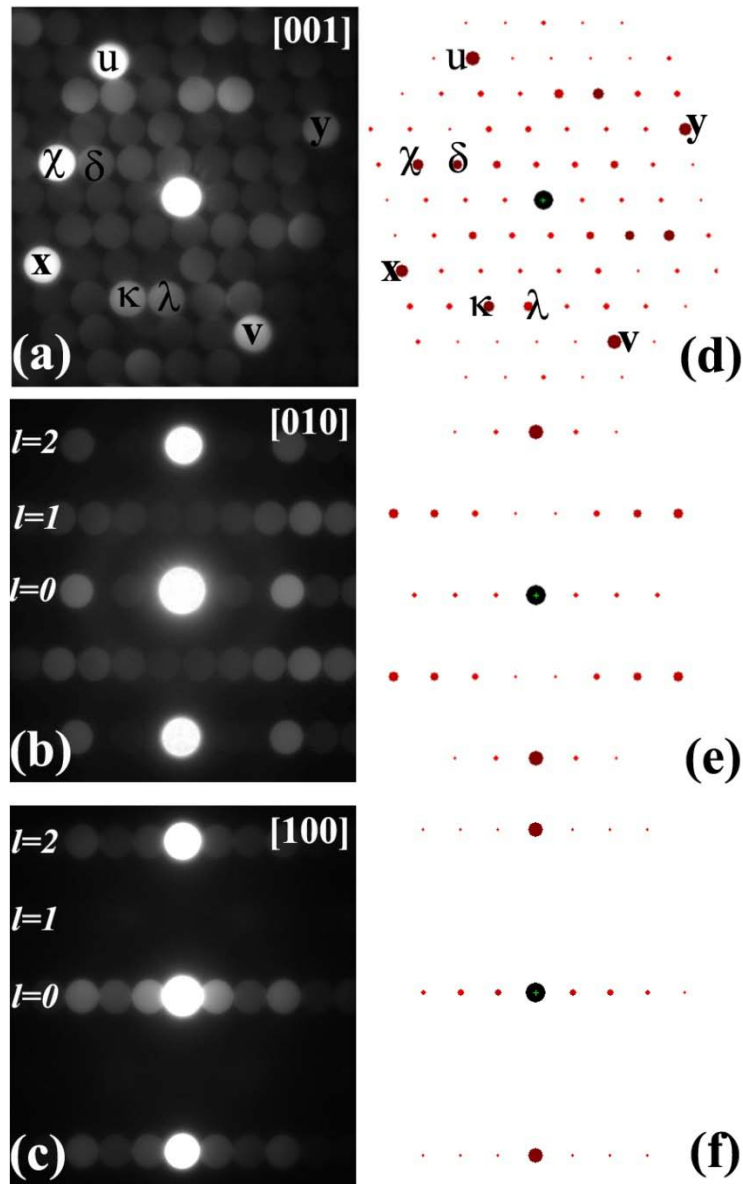 [001]
u
y
χ δ
x
κ λ
v
(a)
u
y
χ δ
x
κ λ
v
(d)
[010]
l=2
l=1
l=0
(b)
(e)
[100]
l=2
l=1
l=0
(c)
(f)